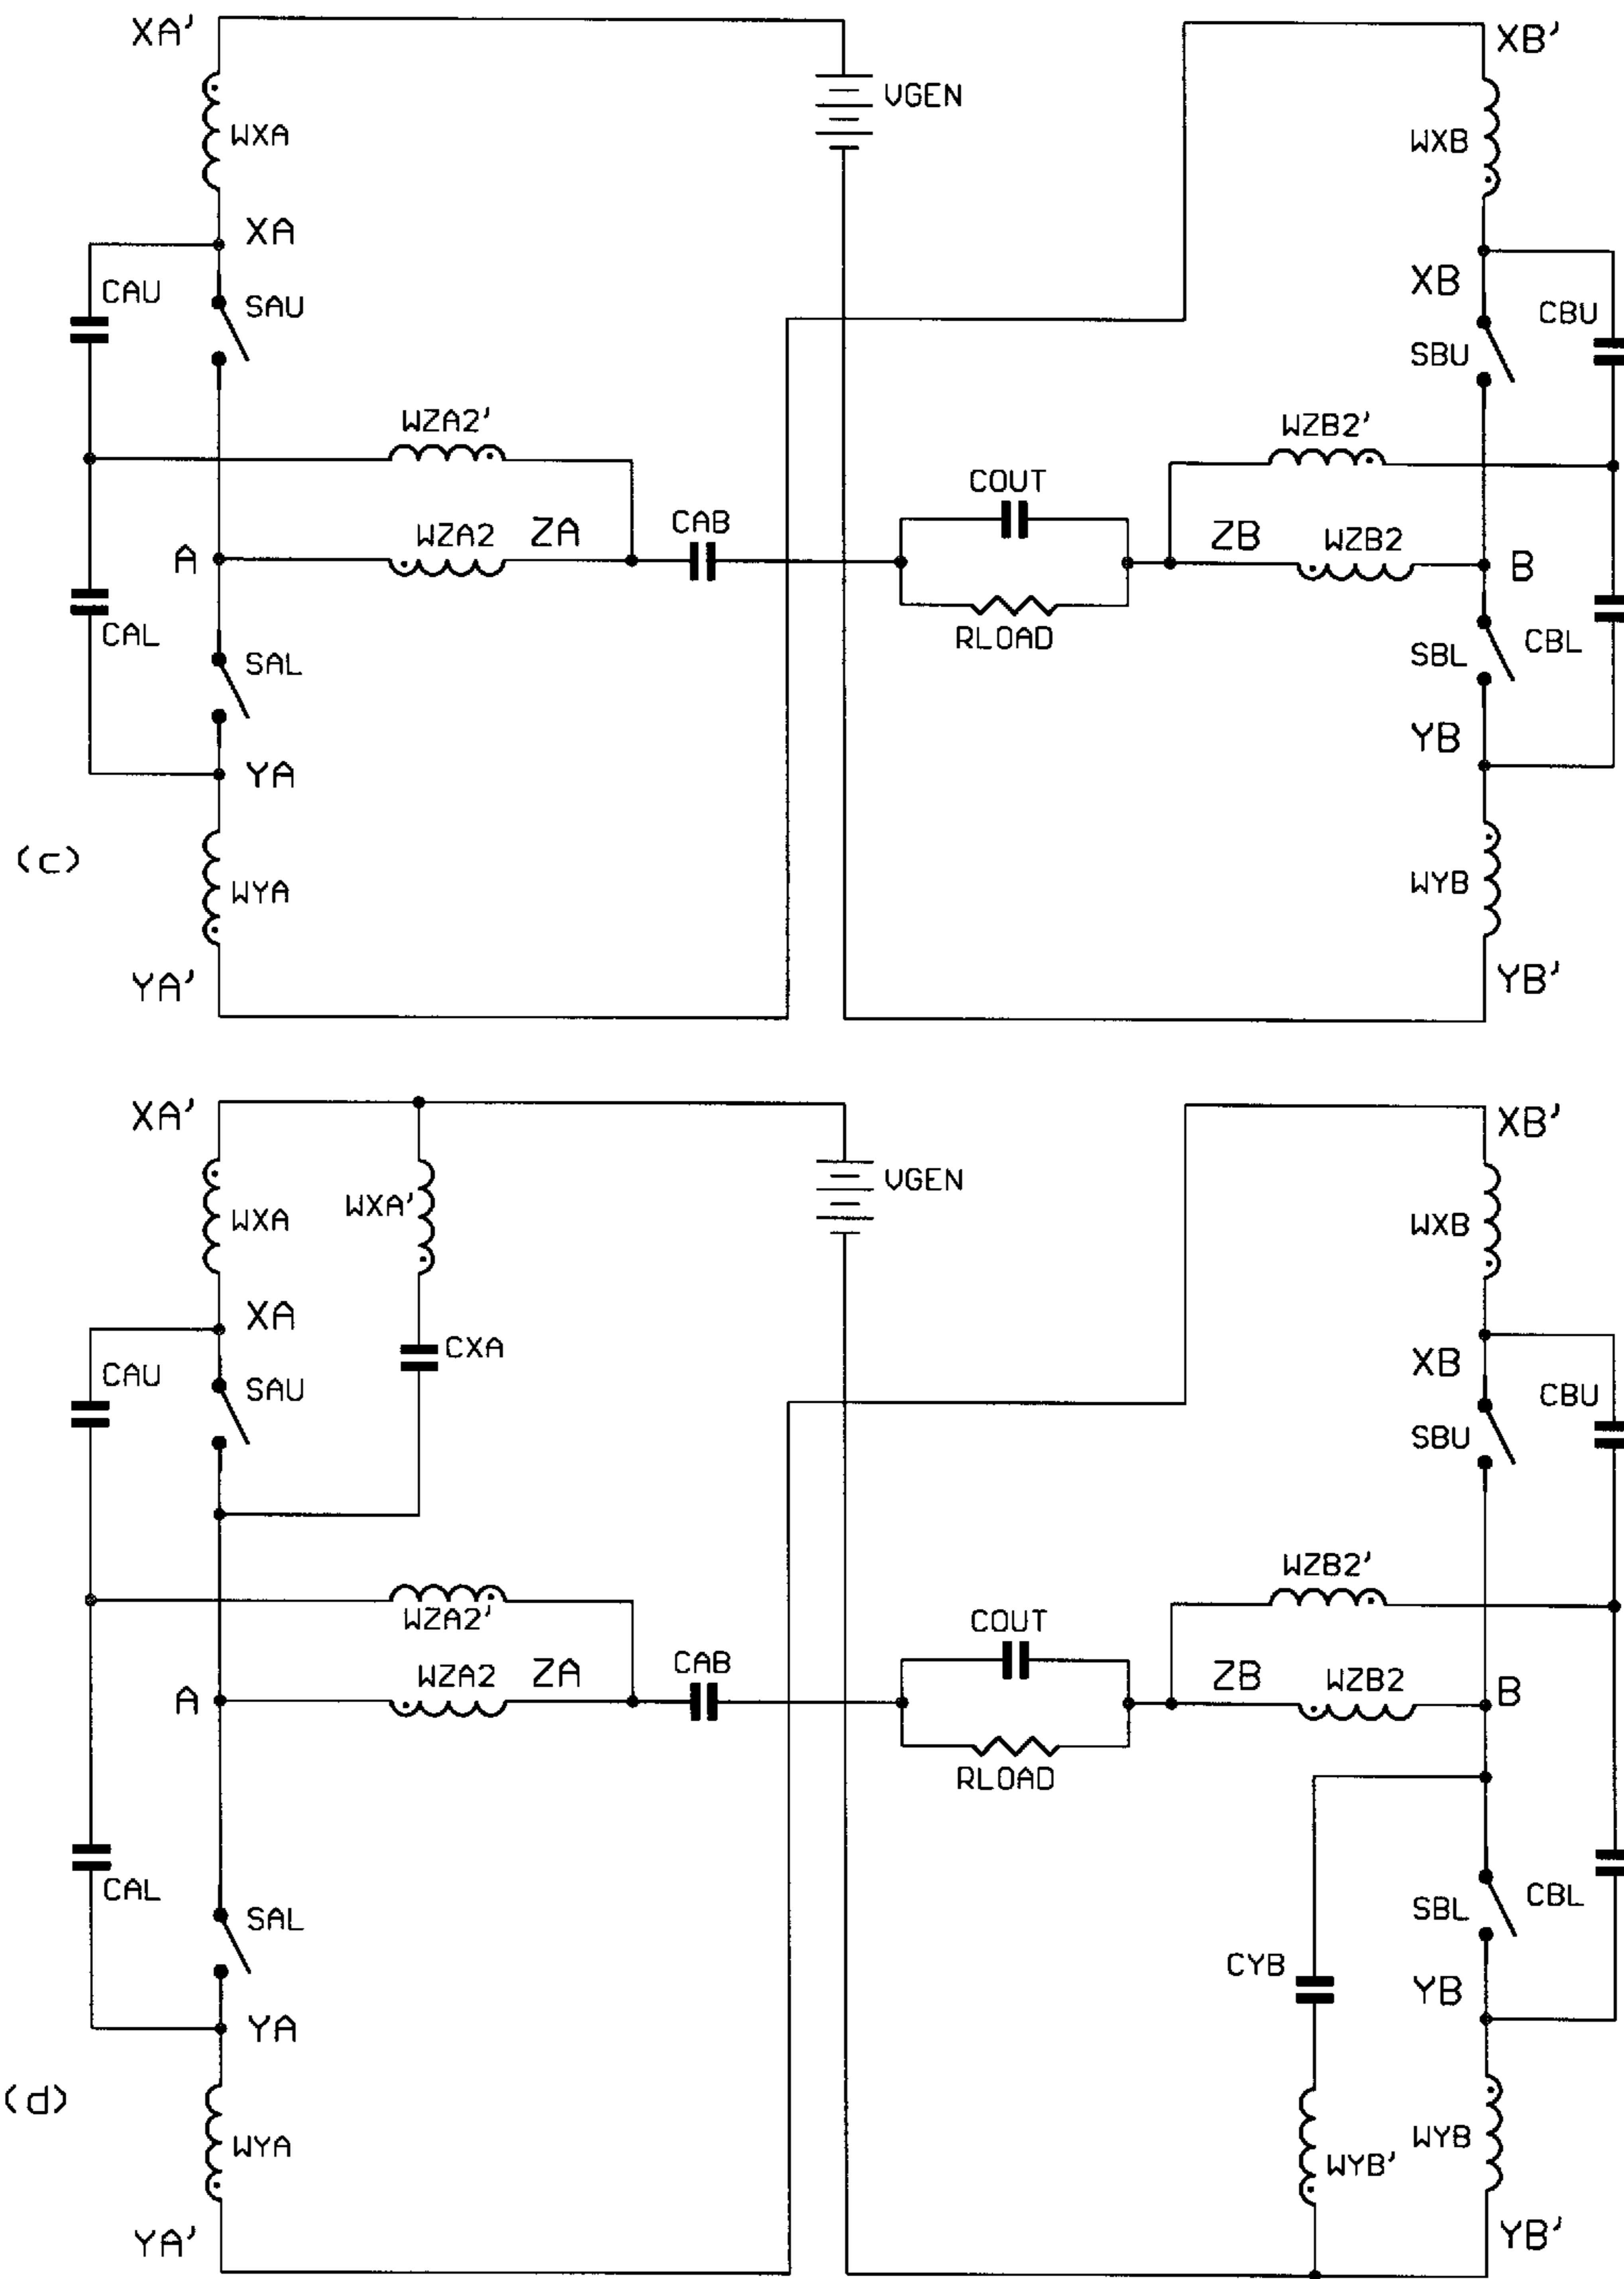 XA'
XB'
VGEN
WXA
WXB
XA
XB
CAU
SAU
CBU
SBU
WZA2'
WZB2'
COUT
A
WZA2
ZA
CAB
ZB
WZB2
B
RLOAD
CAL
SAL
SBL
CBL
YA
YB
(c)
WYA
WYB
YA'
YB'
XA'
XB'
VGEN
WXA
WXA'
WXB
XA
CXA
XB
CAU
SAU
CBU
SBU
WZB2'
WZA2'
COUT
A
WZA2
ZA
CAB
ZB
WZB2
B
RLOAD
CAL
SAL
SBL
CBL
CYB
YB
YA
(d)
WYA
WYB'
WYB
YA'
YB'